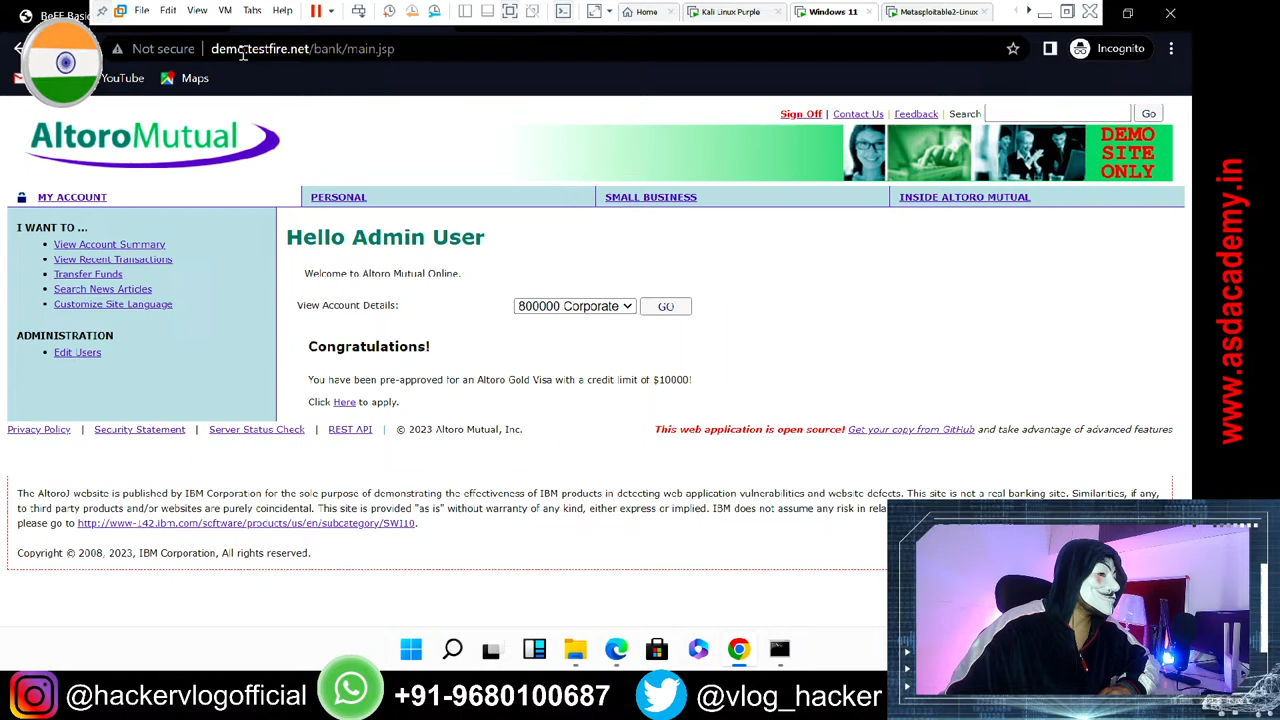 BeEF Basic
File Edit View VM Tabs Help
Home
Kali Linux Purple
Windows 11
Metasploitable2-Linux
Not secure
demo.testfire.net/bank/main.jsp
Incognito
YouTube
Maps
Sign Off | Contact Us | Feedback | Search
Go
AltoroMutual
DEMO
SITE
ONLY
MY ACCOUNT
PERSONAL
SMALL BUSINESS
INSIDE ALTORO MUTUAL
I WANT TO ...
View Account Summary
View Recent Transactions
Transfer Funds
Search News Articles
Customize Site Language
ADMINISTRATION
Edit Users
Hello Admin User
Welcome to Altoro Mutual Online.
View Account Details:
800000 Corporate
GO
Congratulations!
You have been pre-approved for an Altoro Gold Visa with a credit limit of $10000!
Click Here to apply.
Privacy Policy | Security Statement | Server Status Check | REST API | © 2023 Altoro Mutual, Inc.
This web application is open source! Get your copy from GitHub and take advantage of advanced features
The AltoroJ website is published by IBM Corporation for the sole purpose of demonstrating the effectiveness of IBM products in detecting web application vulnerabilities and website defects. This site is not a real banking site. Similarities, if any,
to third party products and/or websites are purely coincidental. This site is provided "as is" without warranty of any kind, either express or implied. IBM does not assume any risk in
please go to http://www-142.ibm.com/software/products/us/en/subcategory/SWI10.
Copyright © 2008, 2023, IBM Corporation, All rights reserved.
www.asdacademy.in
@hackervlogofficial
+91-9680100687
@vlog_hacker